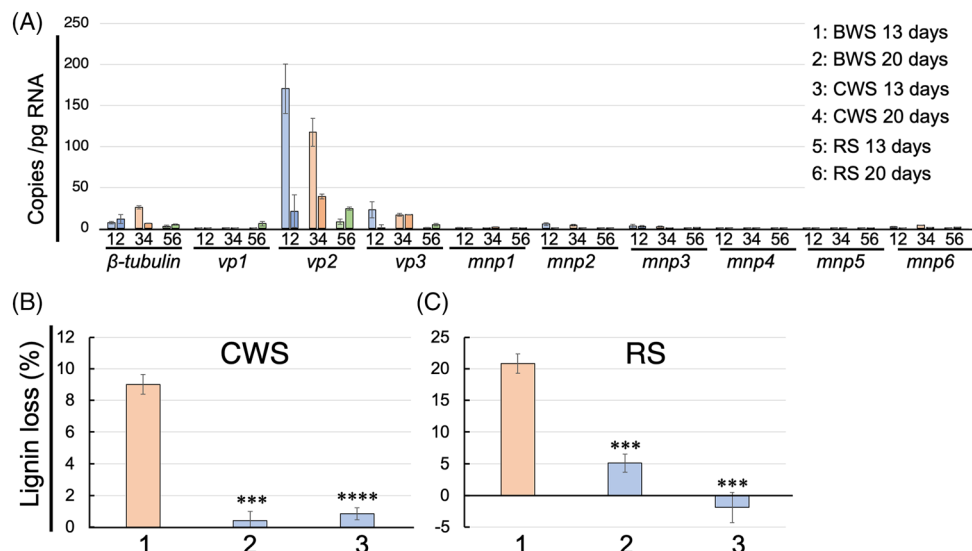 (A)
Copies /pg RNA
250
200
150
100
50
0
1: BWS 13 days
2: BWS 20 days
3: CWS 13 days
4: CWS 20 days
5: RS 13 days
6: RS 20 days
12 34 56 12 34 56 12 34 56 12 34 56 12 34 56 12 34 56 12 34 56 12 34 56 12 34 56 12 34 56
β-tubulin vp1 vp2 vp3 mnp1 mnp2 mnp3 mnp4 mnp5 mnp6
(B)
Lignin loss (%)
CWS
12
10
8
6
4
2
0
*** ****
1 2 3
(C)
RS
25
20
15
10
5
0
-5
***
***
1 2 3